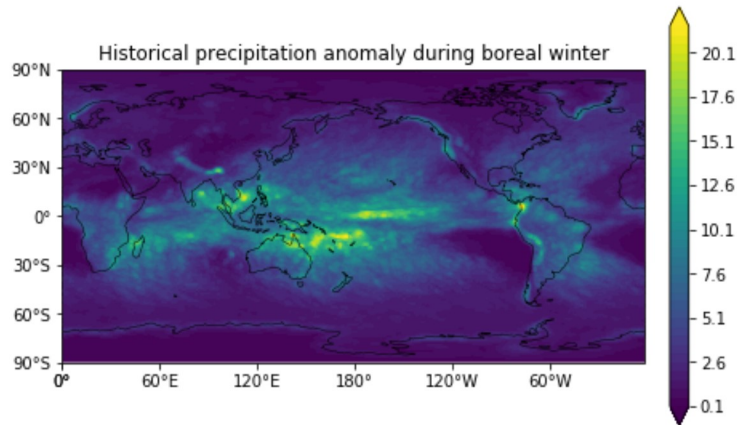 Historical precipitation anomaly during boreal winter
90°N
60°N
30°N
0°
30°S
60°S
90°S
0°
60°E
120°E
180°
120°W
60°W
20.1
17.6
15.1
12.6
10.1
7.6
5.1
2.6
0.1